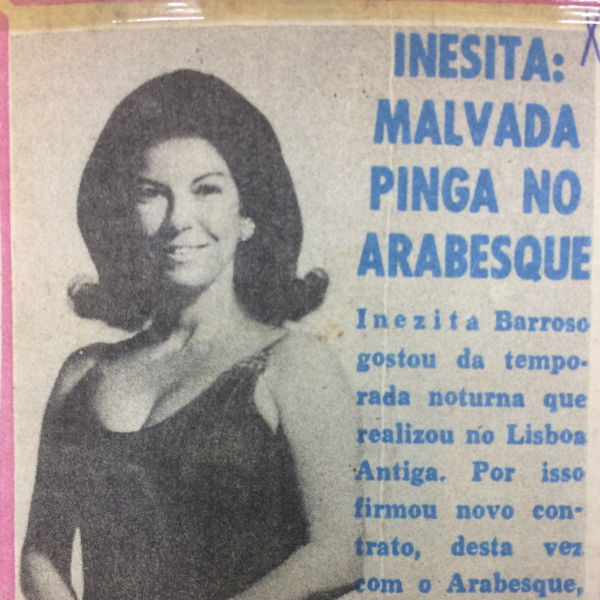 INESITA:
MALVADA
PINGA NO
ARABESQUE
Inezita Barroso
gostou da tempo-
rada noturna que
realizou no Lisboa
Antiga. Por isso
firmou novo con-
trato, desta vez
com o Arabesque,